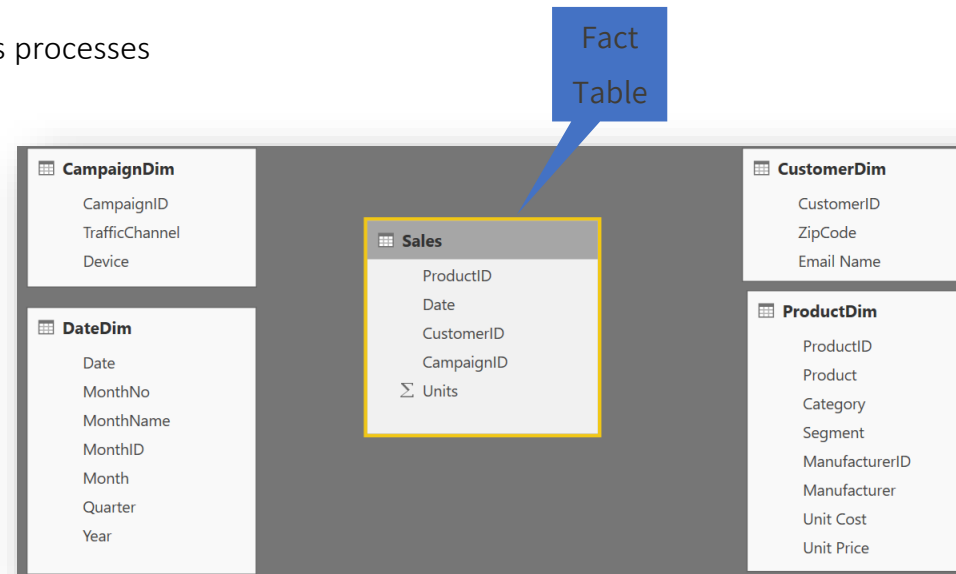 s processes
Fact
Table
CampaignDim
CampaignID
TrafficChannel
Device
DateDim
Date
MonthNo
MonthName
MonthID
Month
Quarter
Year
Sales
ProductID
Date
CustomerID
CampaignID
Σ Units
CustomerDim
CustomerID
ZipCode
Email Name
ProductDim
ProductID
Product
Category
Segment
ManufacturerID
Manufacturer
Unit Cost
Unit Price